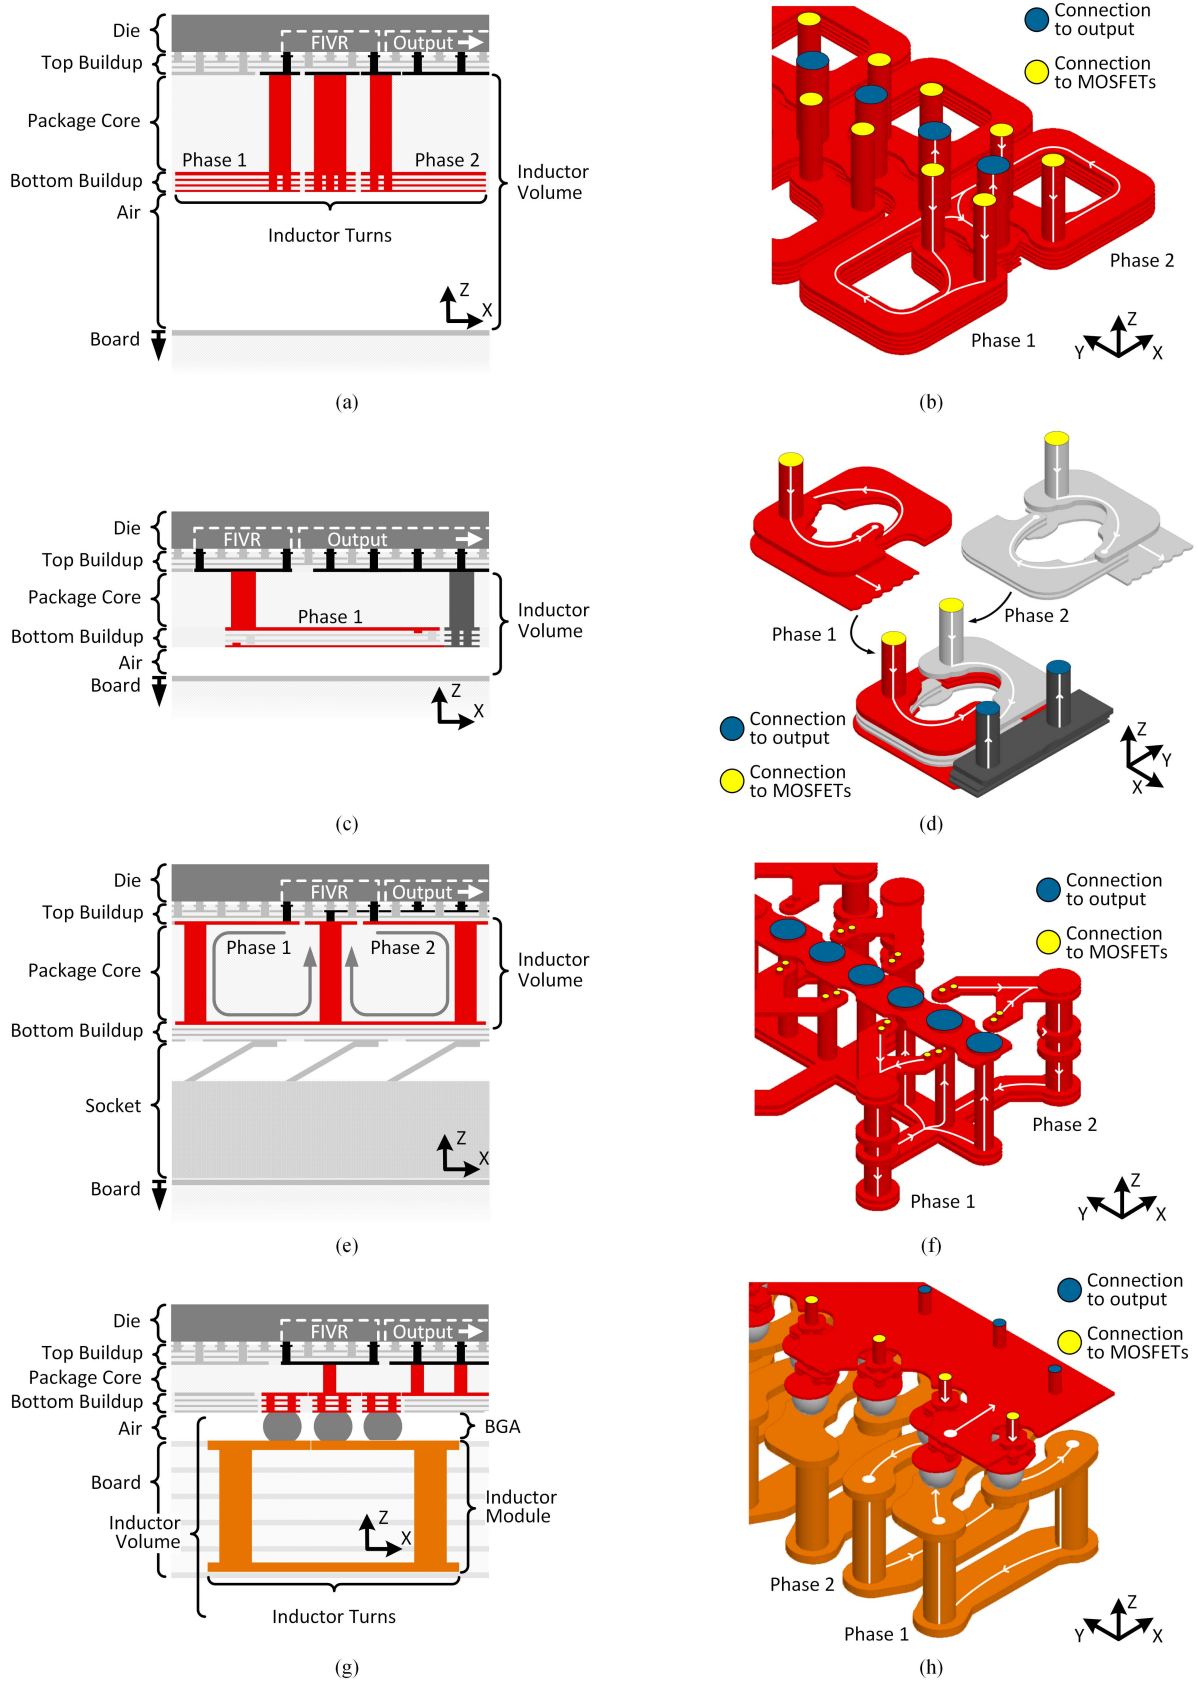 Die
FIVR
Output
Top Buildup
Package Core
Phase 1
Phase 2
Bottom Buildup
Inductor
Volume
Air
Inductor Turns
Z
X
Board
(a)
Connection
to output
Connection
to MOSFETs
Phase 2
Phase 1
Z
Y
X
(b)
Die
FIVR
Output
Top Buildup
Package Core
Phase 1
Inductor
Volume
Bottom Buildup
Air
Board
Z
X
(c)
Phase 1
Phase 2
Connection
to output
Connection
to MOSFETs
Z
Y
X
(d)
Die
FIVR
Output
Top Buildup
Phase 1
Phase 2
Package Core
Inductor
Volume
Bottom Buildup
Socket
Z
X
Board
(e)
Connection
to output
Connection
to MOSFETs
Phase 2
Phase 1
Z
Y
X
(f)
Die
FIVR
Output
Top Buildup
Package Core
Bottom Buildup
Air
BGA
Board
Inductor
Module
Inductor
Volume
Z
X
Inductor Turns
(g)
Connection
to output
Connection
to MOSFETs
Phase 2
Phase 1
Z
Y
X
(h)